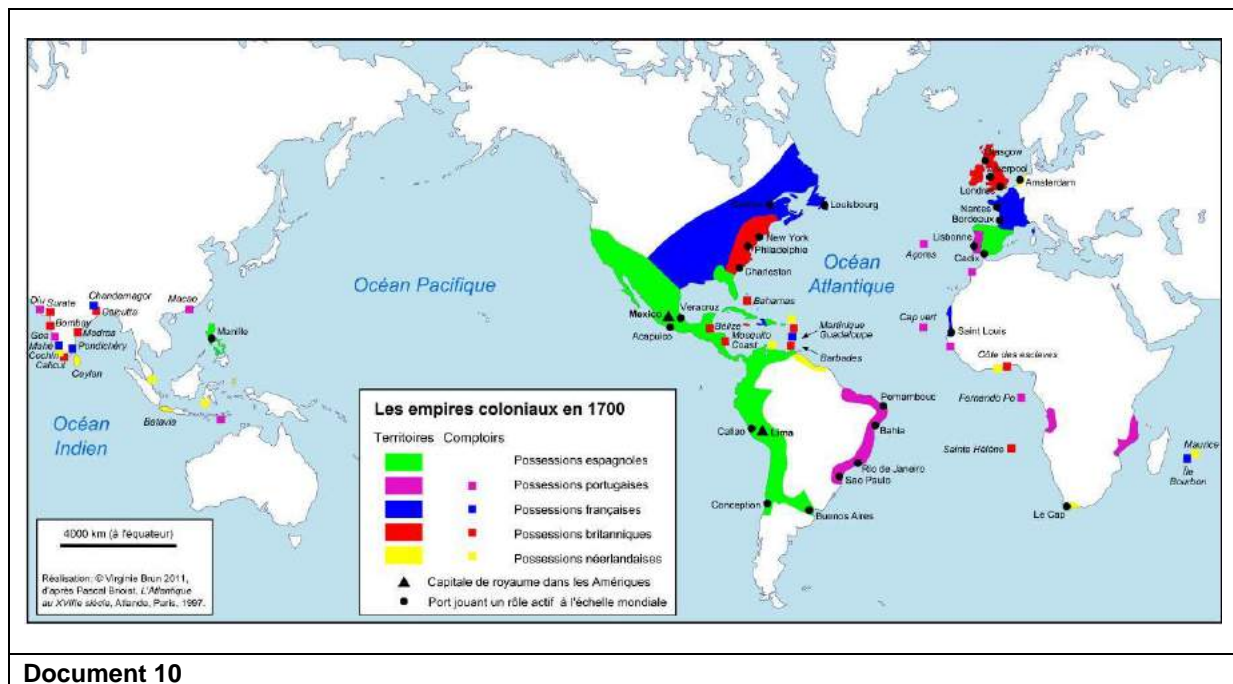 Glasgow
Liverpool
Londres
Amsterdam
Nantes
Bordeaux
Lisbonne
Cadix
Açores
Louisbourg
New York
Philadelphie
Charleston
Océan
Atlantique
Océan Pacifique
Bahamas
Mexico
Veracruz
Acapulco
Bélize
Mosquito
Coast
Martinique
Guadeloupe
Barbades
Cap vert
Saint Louis
Côte des esclaves
Fernando Po
Sainte Hélène
Maurice
Île
Bourbon
Le Cap
Pernambouc
Bahia
Rio de Janeiro
Sao Paulo
Buenos Aires
Conception
Callao
Lima
Diu
Surate
Chandernagor
Calcutta
Macao
Bombay
Goa
Madras
Mahé
Pondichéry
Cochin
Calicut
Ceylan
Manille
Batavia
Océan
Indien
Les empires coloniaux en 1700
Territoires Comptoirs
Possessions espagnoles
Possessions portugaises
Possessions françaises
Possessions britanniques
Possessions néerlandaises
Capitale de royaume dans les Amériques
Port jouant un rôle actif à l'échelle mondiale
4000 km (à l'équateur)
Réalisation: © Virginie Brun 2011,
d'après Pascal Brioist, L'Atlantique
au XVIIIe siècle, Atlande, Paris, 1997.
Document 10